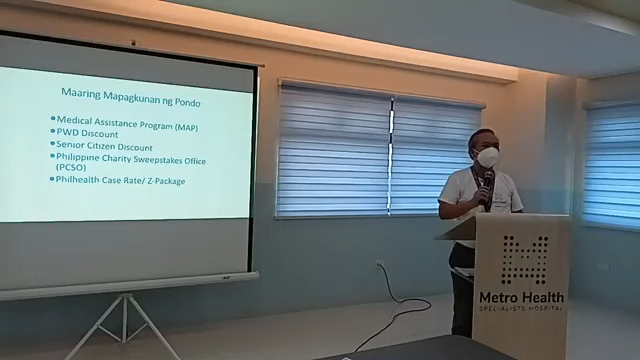 Maaring Mapagkunan ng Pondo
Medical Assistance Program (MAP)
PWD Discount
Senior Citizen Discount
Philippine Charity Sweepstakes Office
(PCSO)
Philhealth Case Rate/ Z-Package
Metro Health
SPECIALISTS HOSPITAL